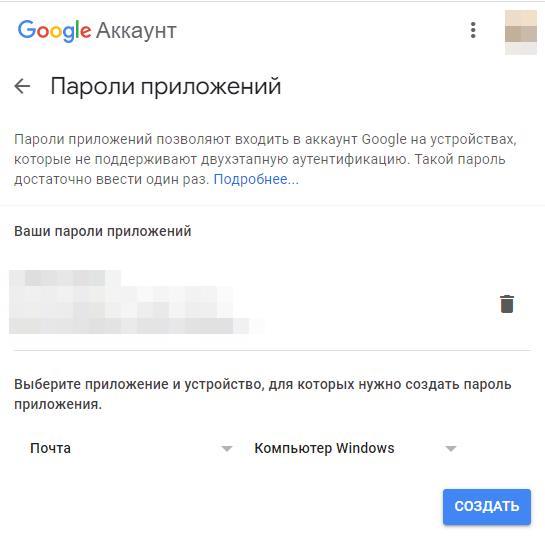 Google Аккаунт
Пароли приложений
Пароли приложений позволяют входить в аккаунт Google на устройствах,
которые не поддерживают двухэтапную аутентификацию. Такой пароль
достаточно ввести один раз. Подробнее...
Ваши пароли приложений
Выберите приложение и устройство, для которых нужно создать пароль
приложения.
Почта Компьютер Windows
СОЗДАТЬ